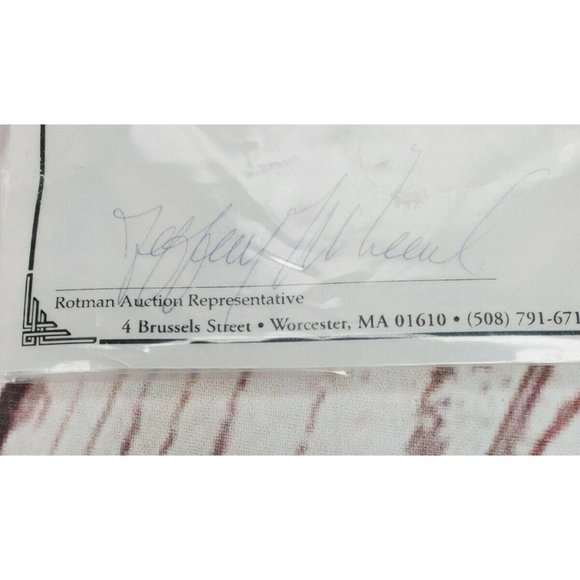 Rotman Auction Representative
4 Brussels Street • Worcester, MA 01610 • (508) 791-671